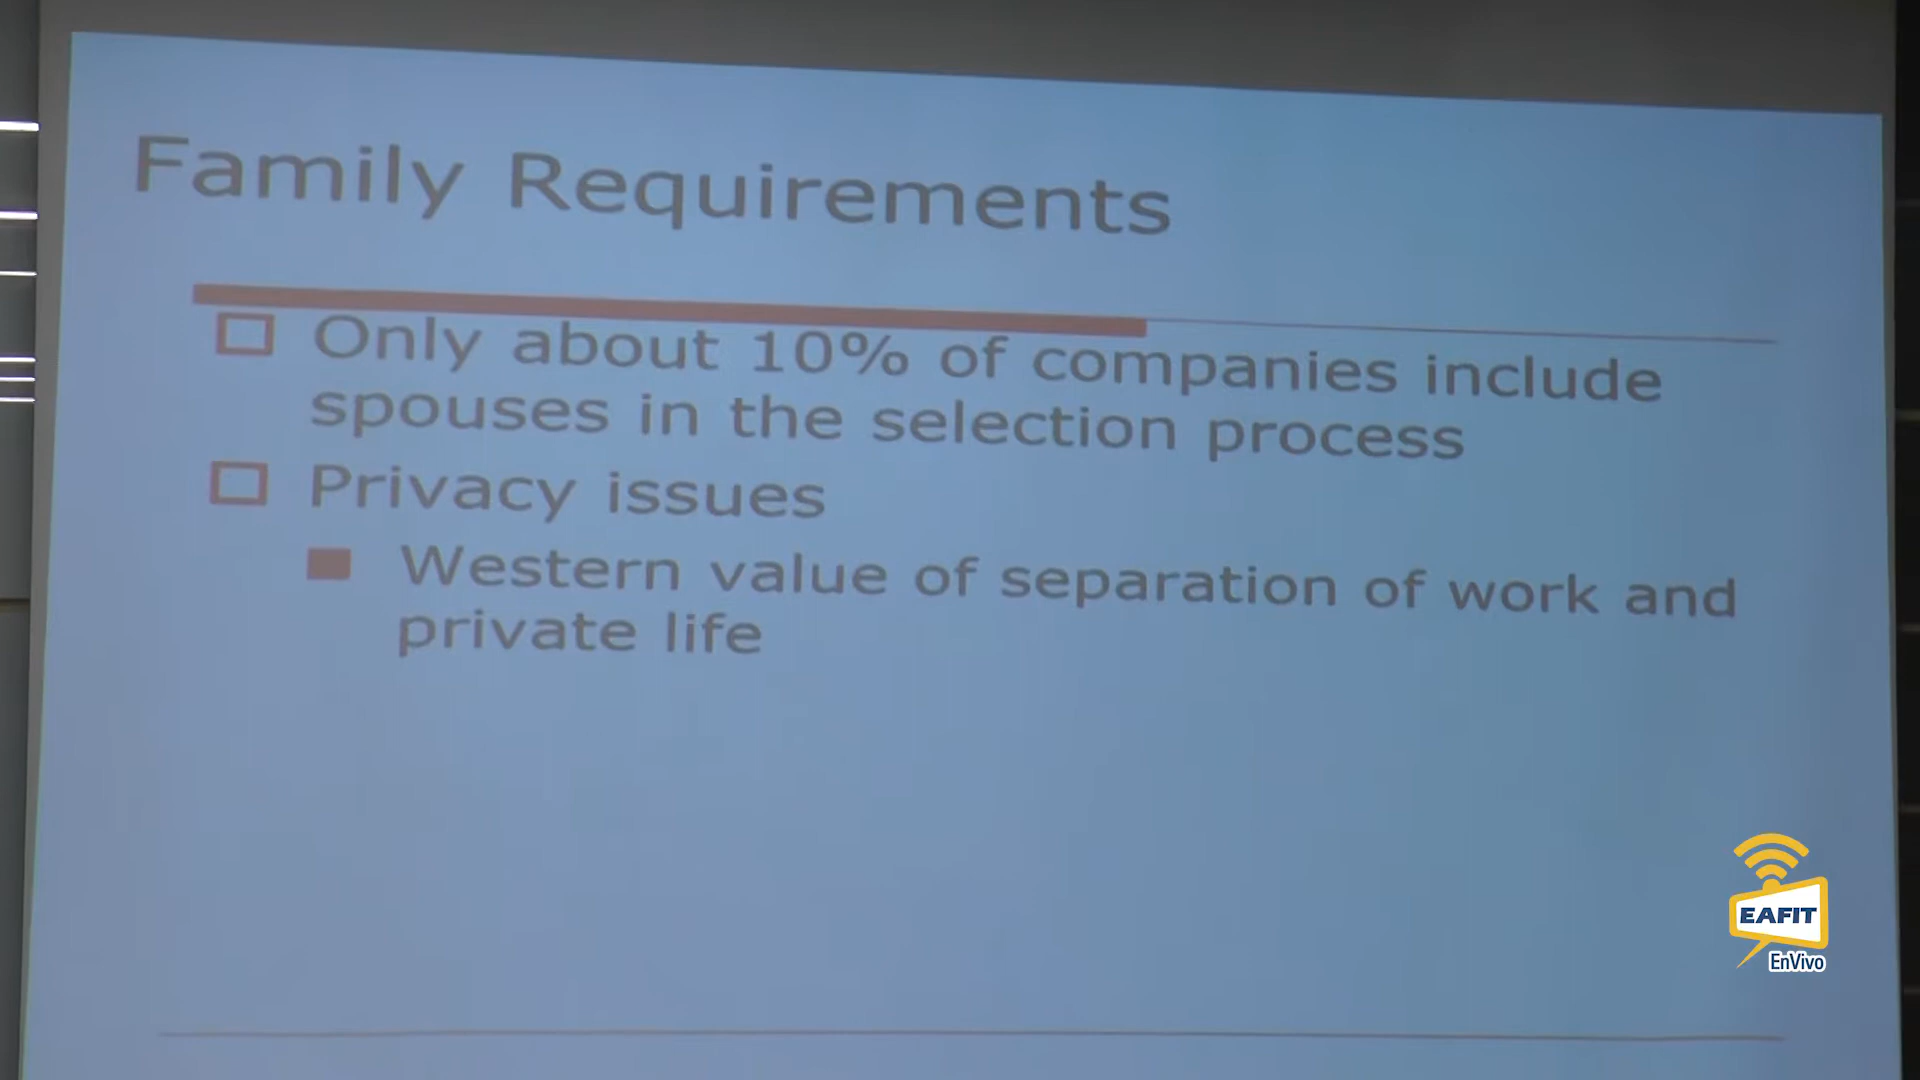 Family Requirements
Only about 10% of companies include
spouses in the selection process
Privacy issues
Western value of separation of work and
private life
EAFIT
EnVivo